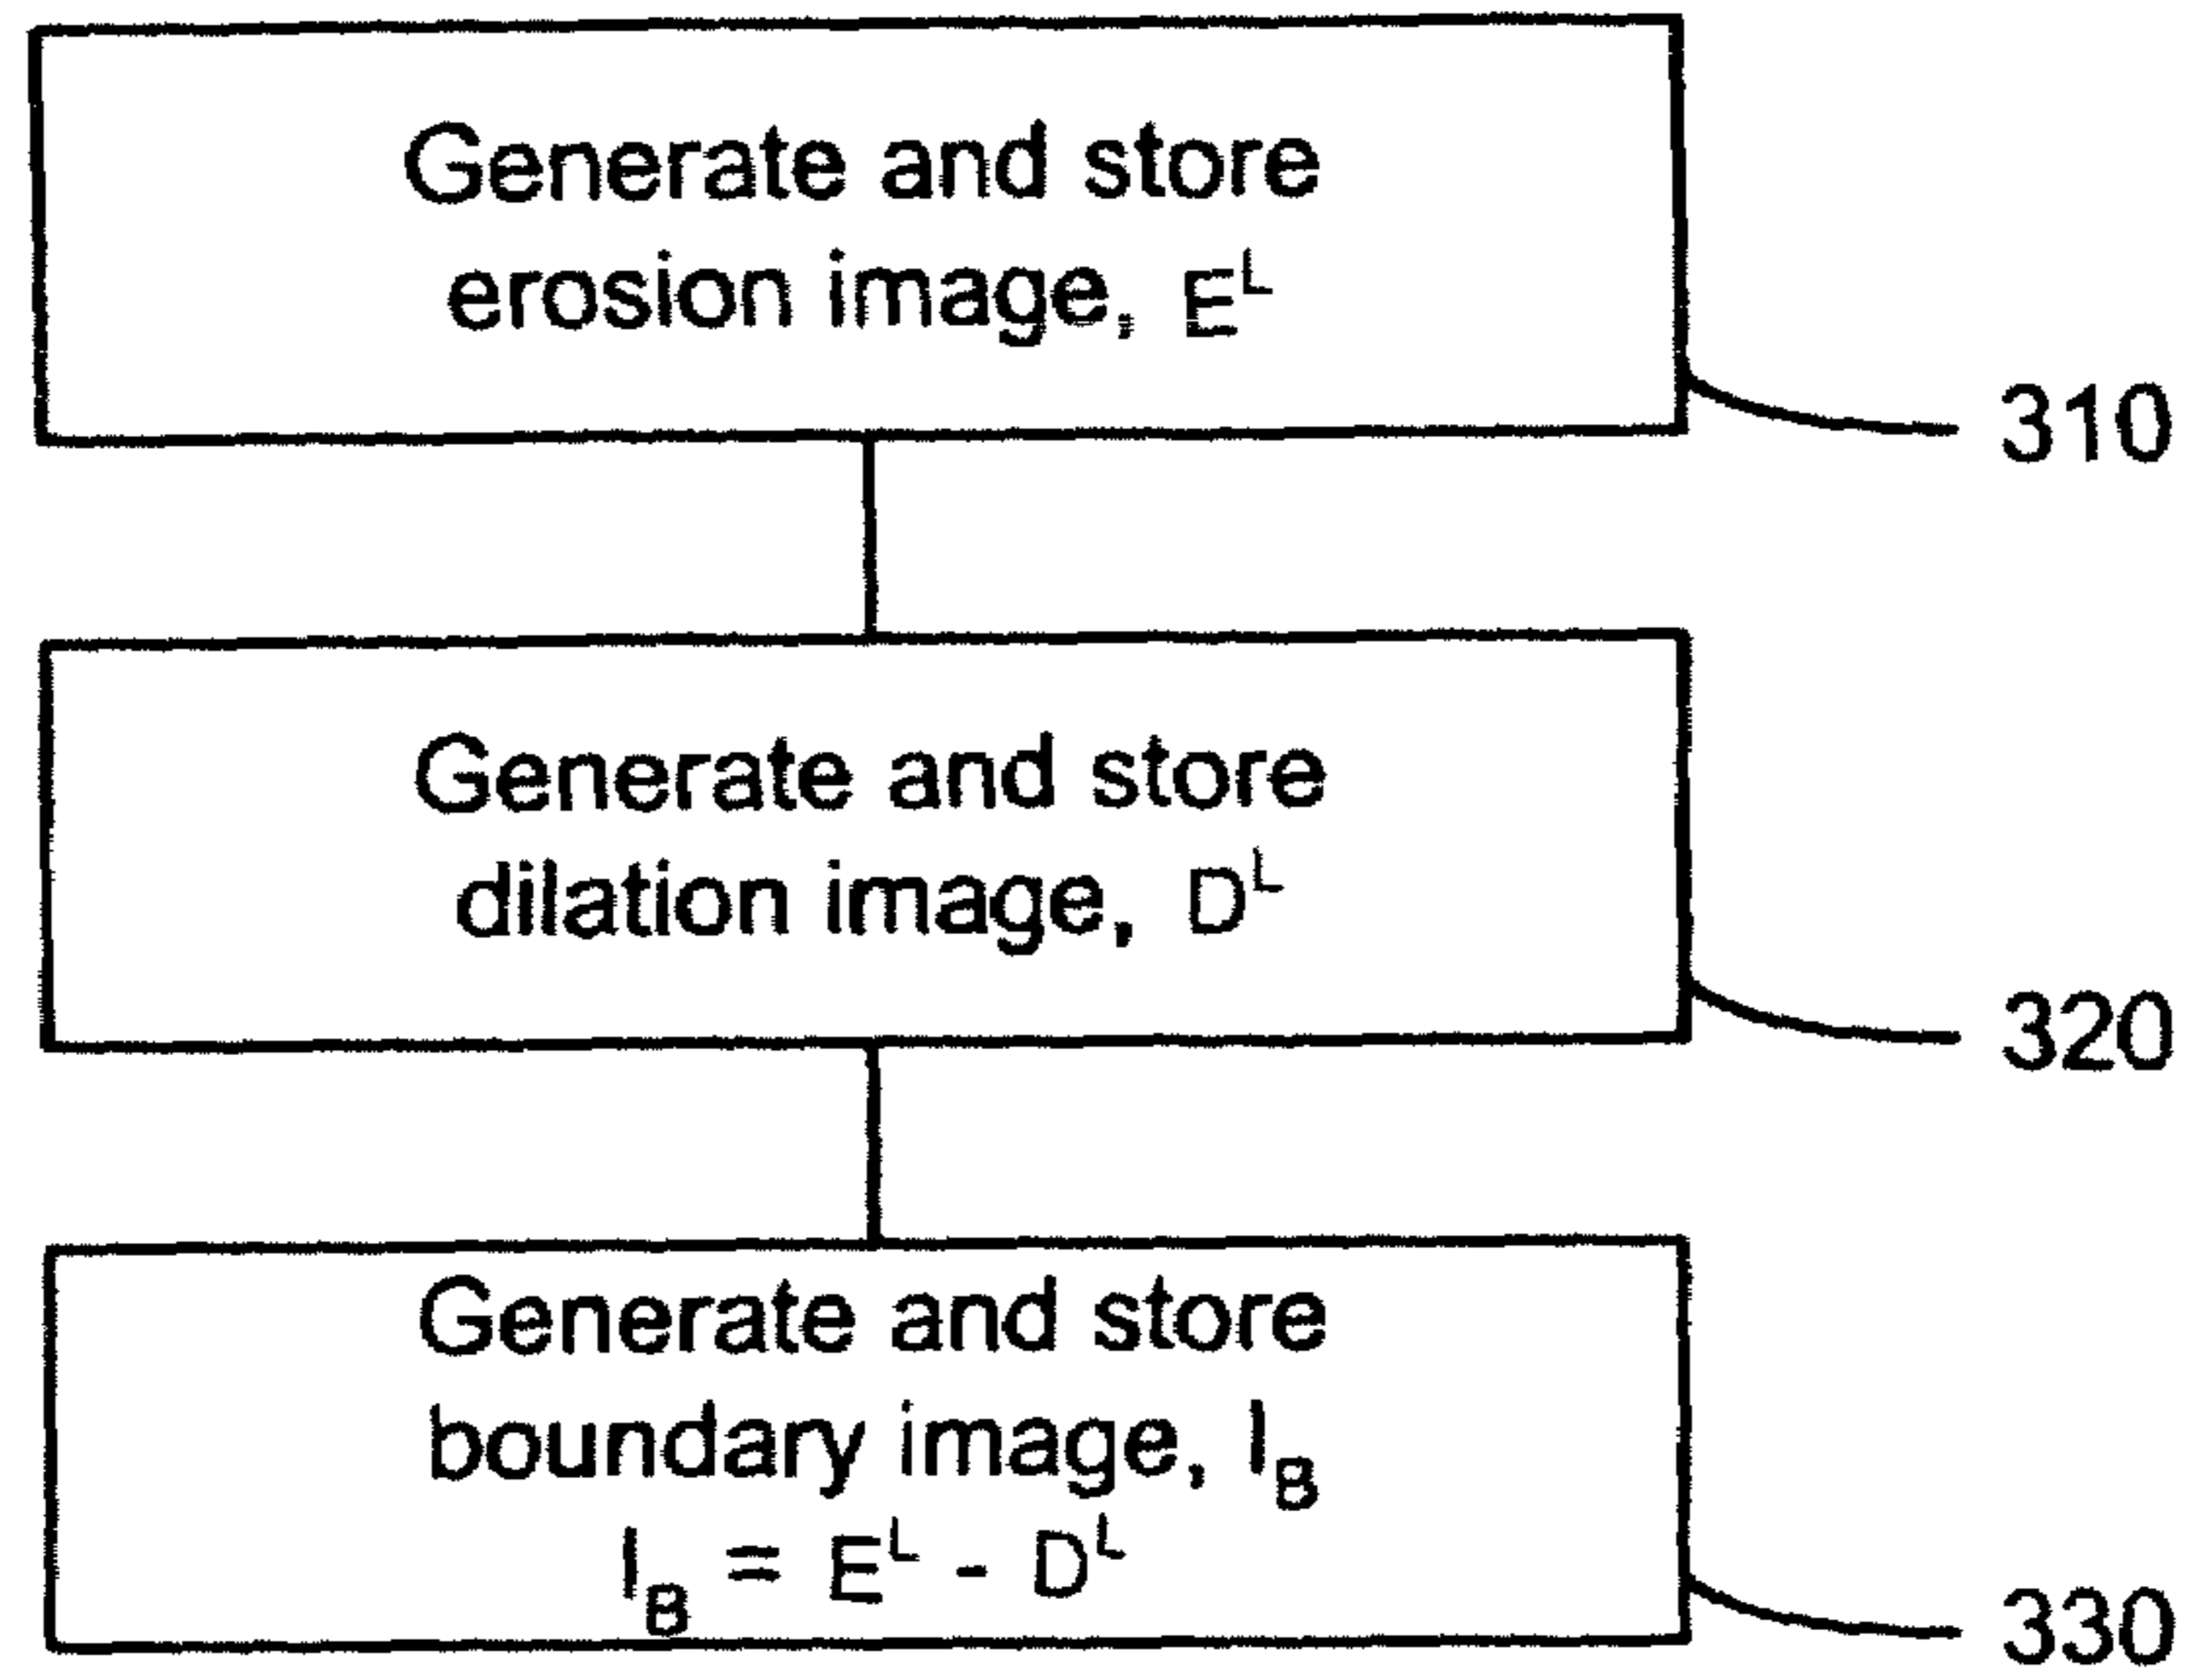 Generate and store
erosion image, E^L
310
Generate and store
dilation image, D^L
320
Generate and store
boundary image, I_B
I_B = E^L - D^L
330